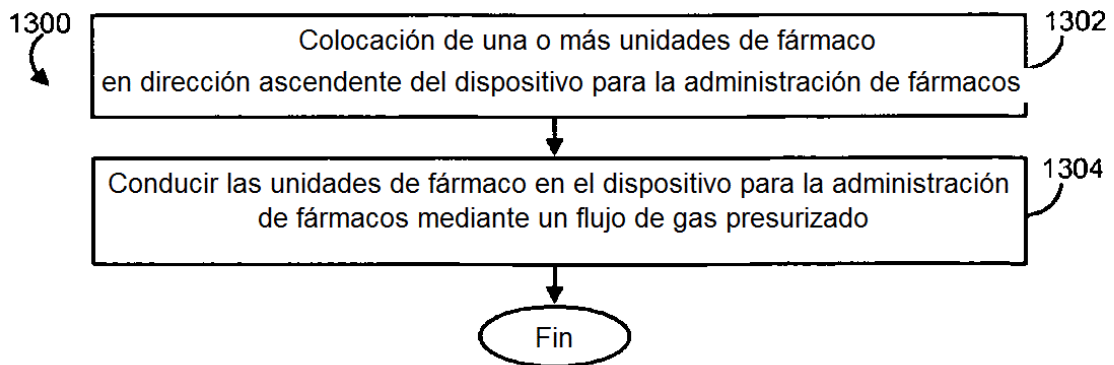 1300
1302
Colocación de una o más unidades de fármaco
en dirección ascendente del dispositivo para la administración de fármacos
1304
Conducir las unidades de fármaco en el dispositivo para la administración
de fármacos mediante un flujo de gas presurizado
Fin